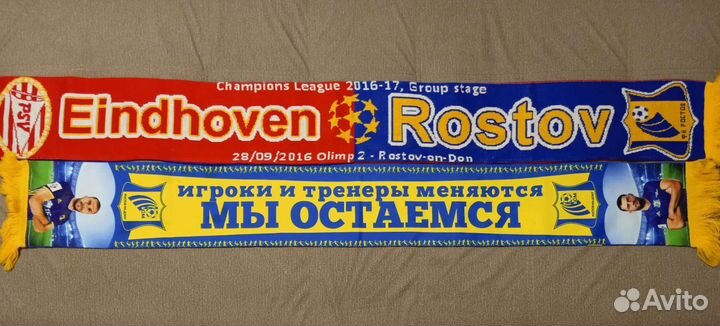 Champions League 2016-17, Group stage
PSV Eindhoven Rostov
ФК РОСТОВ
28/09/2016 Olimp 2 - Rostov-on-Don
игроки и тренеры меняются
МЫ ОСТАЕМСЯ
Avito